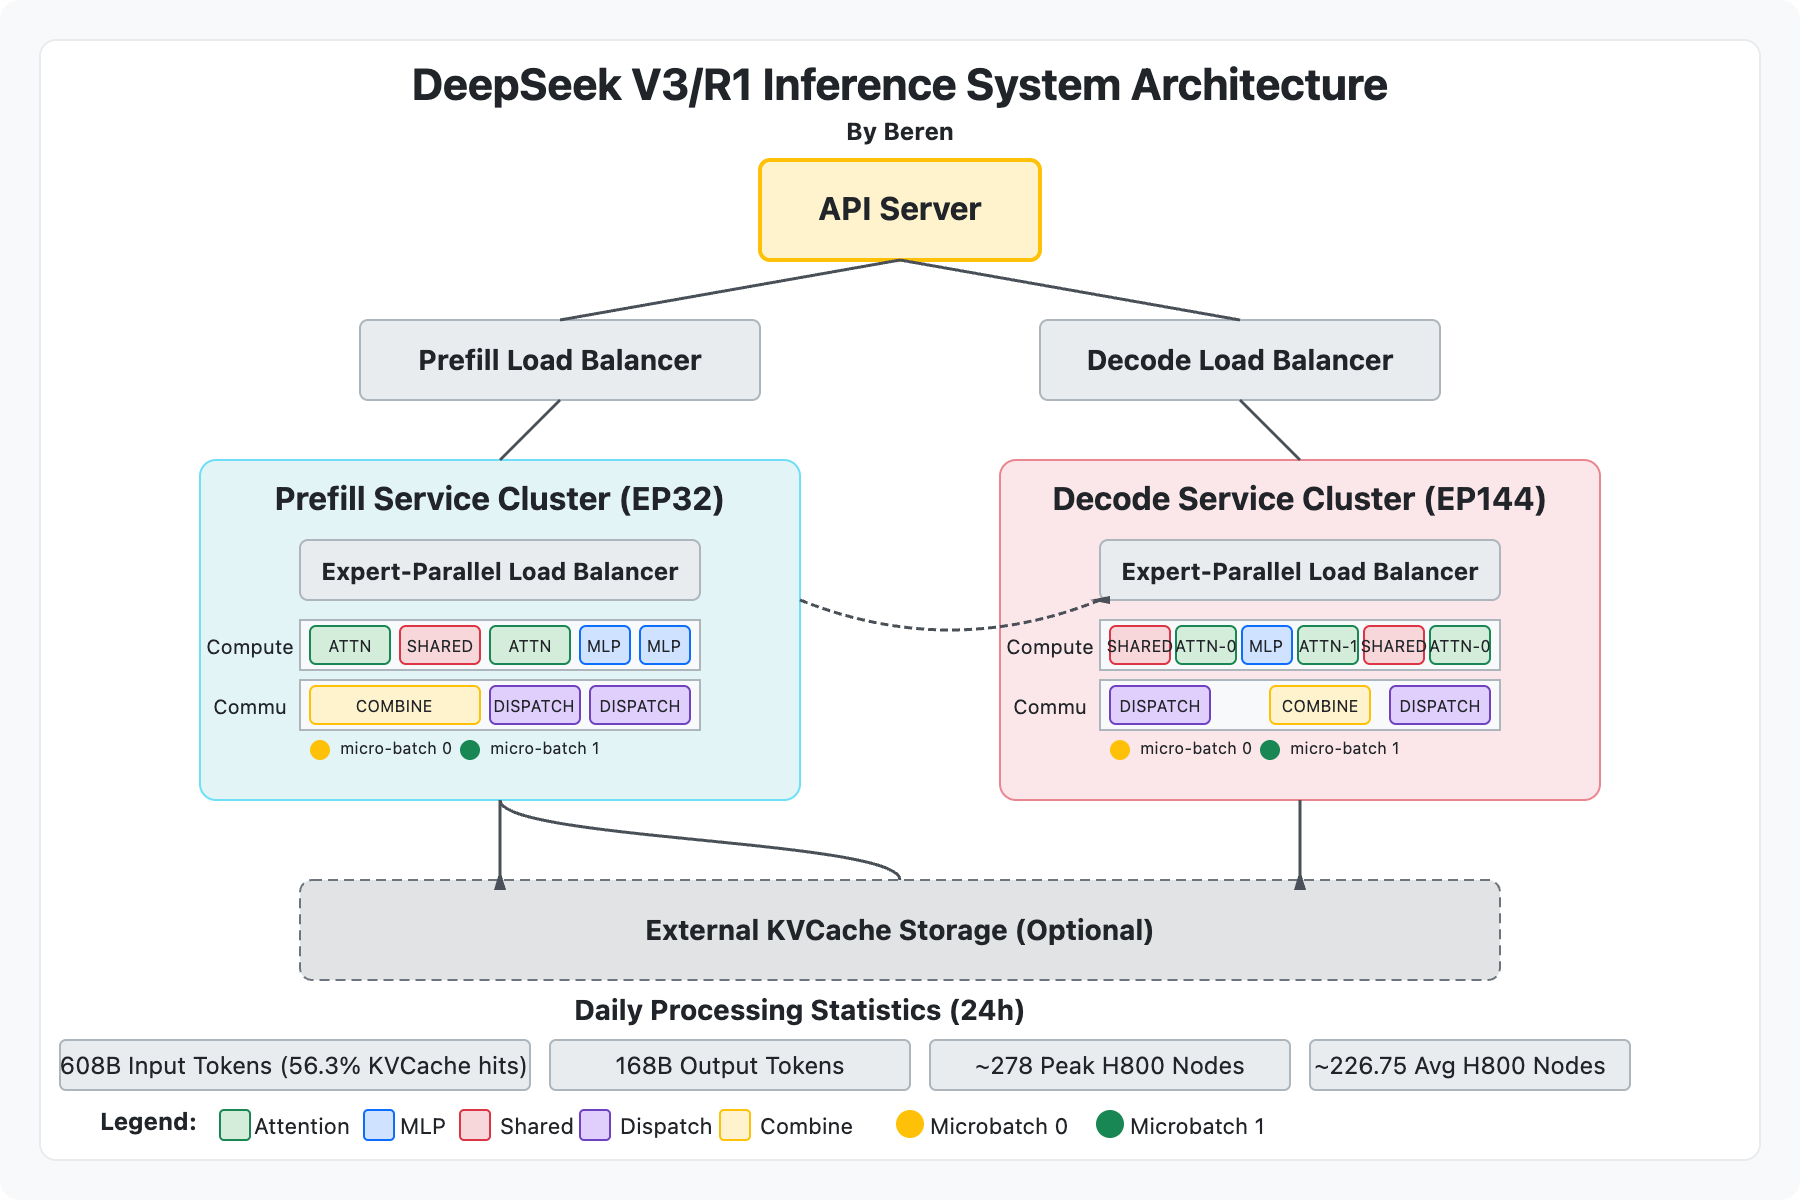 DeepSeek V3/R1 Inference System Architecture
By Beren
API Server
Prefill Load Balancer
Decode Load Balancer
Prefill Service Cluster (EP32)
Expert-Parallel Load Balancer
Compute ATTN SHARED ATTN MLP MLP
Commu COMBINE DISPATCH DISPATCH
micro-batch 0 micro-batch 1
Decode Service Cluster (EP144)
Expert-Parallel Load Balancer
Compute SHARED ATTN-0 MLP ATTN-1 SHARED ATTN-0
Commu DISPATCH COMBINE DISPATCH
micro-batch 0 micro-batch 1
External KVCache Storage (Optional)
Daily Processing Statistics (24h)
608B Input Tokens (56.3% KVCache hits) 168B Output Tokens ~278 Peak H800 Nodes ~226.75 Avg H800 Nodes
Legend: Attention MLP Shared Dispatch Combine Microbatch 0 Microbatch 1